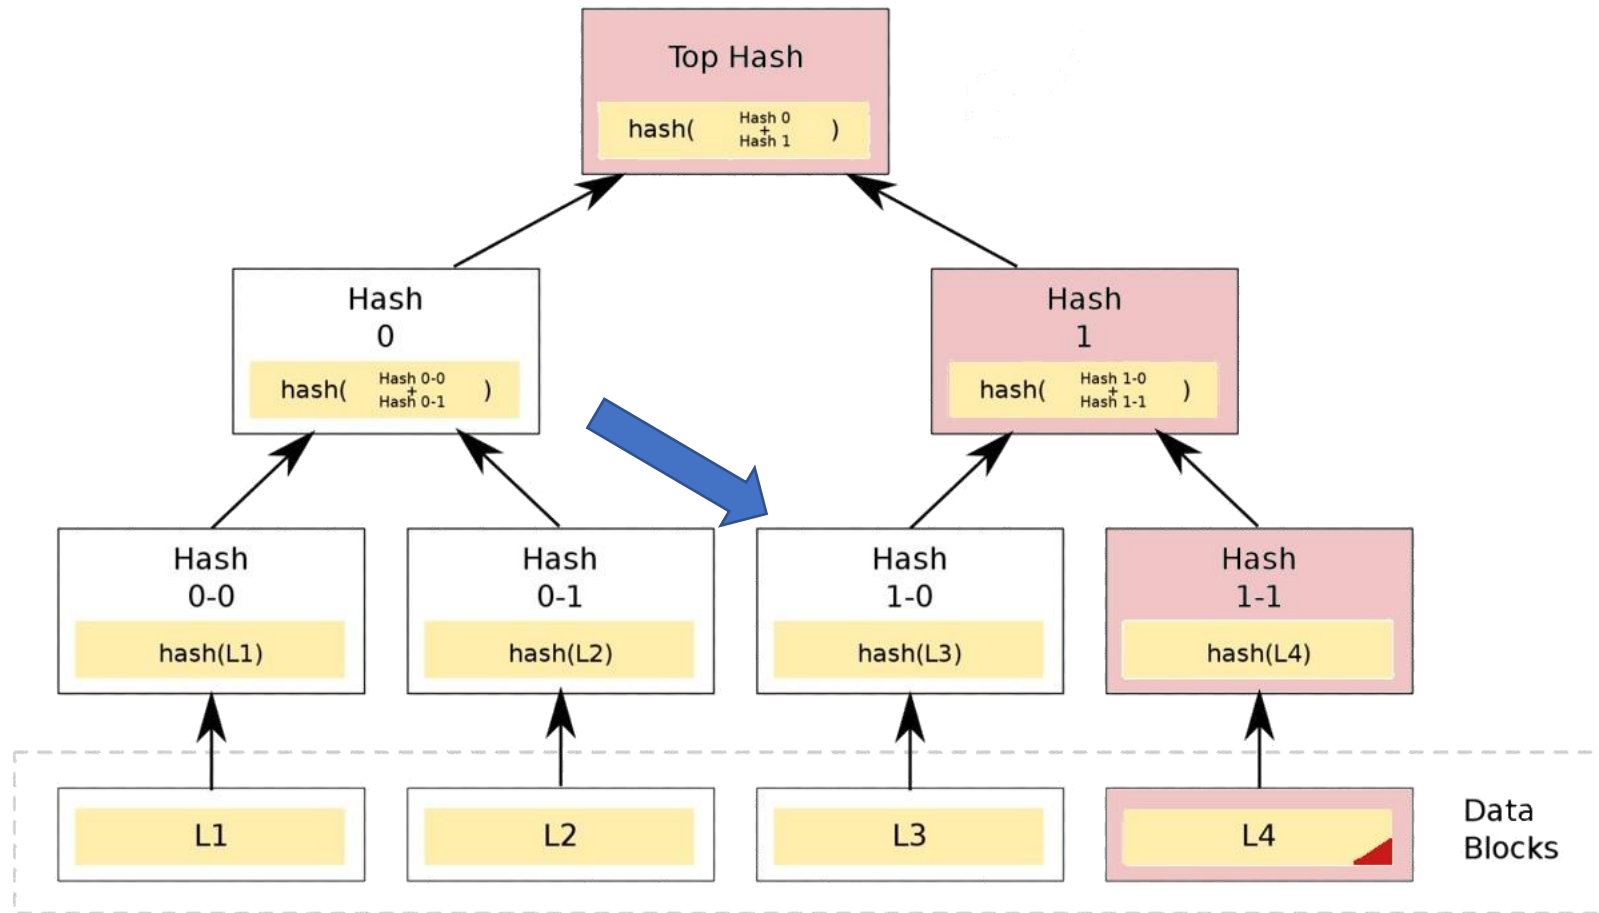 Top Hash
hash( Hash 0 + Hash 1 )
Hash 0
hash( Hash 0-0 + Hash 0-1 )
Hash 1
hash( Hash 1-0 + Hash 1-1 )
Hash 0-0
hash(L1)
Hash 0-1
hash(L2)
Hash 1-0
hash(L3)
Hash 1-1
hash(L4)
L1
L2
L3
L4
Data
Blocks